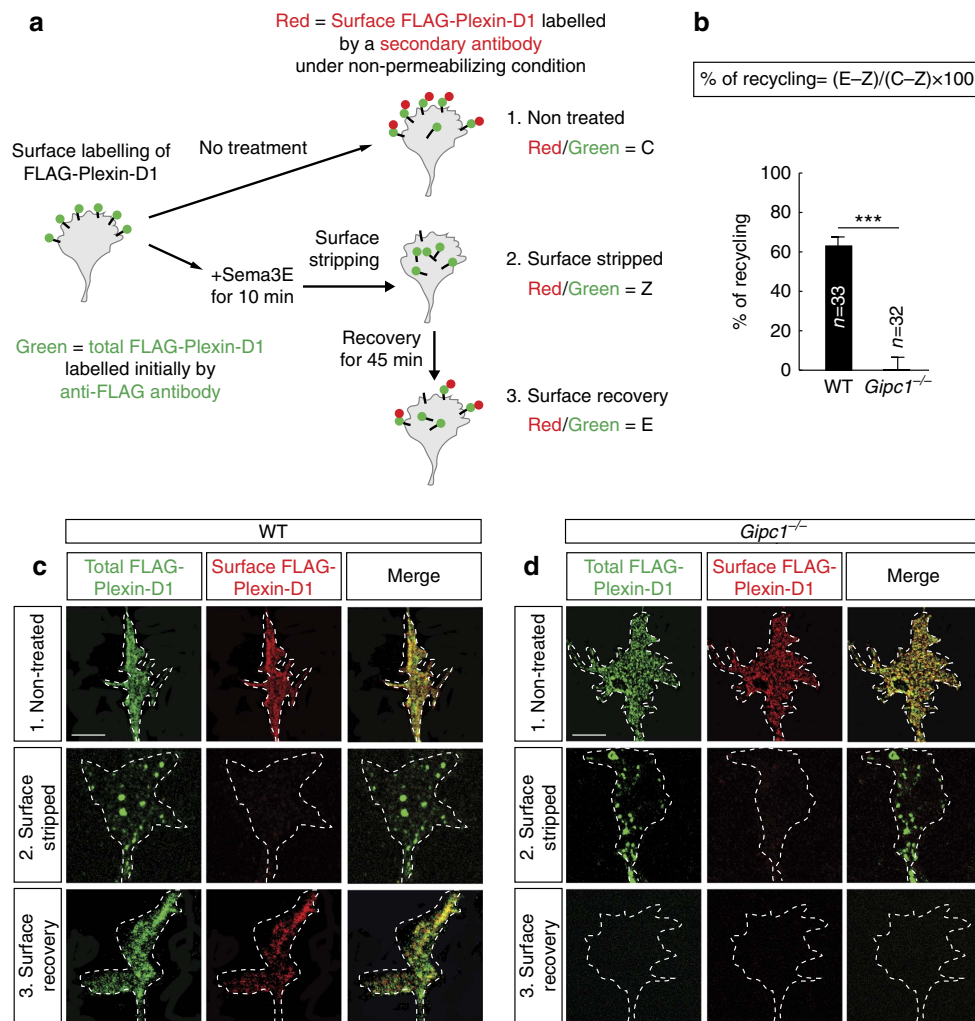 a
Red = Surface FLAG-Plexin-D1 labelled
by a secondary antibody
under non-permeabilizing condition
Surface labelling of
FLAG-Plexin-D1
No treatment
1. Non treated
Red/Green = C
+Sema3E
for 10 min
Surface
stripping
2. Surface stripped
Red/Green = Z
Green = total FLAG-Plexin-D1
labelled initially by
anti-FLAG antibody
Recovery
for 45 min
3. Surface recovery
Red/Green = E
b
% of recycling= (E–Z)/(C–Z)×100
% of recycling
100
80
60
40
20
0
***
n=33
n=32
WT
Gipc1–/–
c
WT
Total FLAG-
Plexin-D1
Surface FLAG-
Plexin-D1
Merge
1. Non-treated
2. Surface
stripped
3. Surface
recovery
d
Gipc1–/–
Total FLAG-
Plexin-D1
Surface FLAG-
Plexin-D1
Merge
1. Non-treated
2. Surface
stripped
3. Surface
recovery